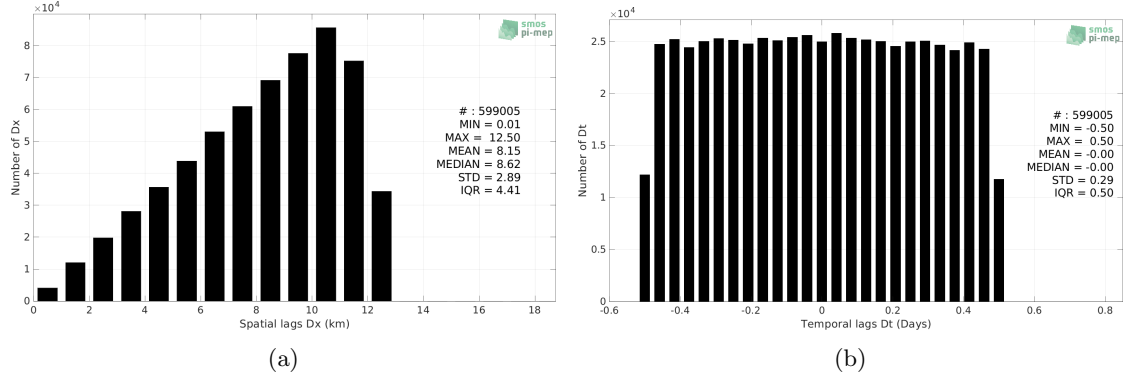 ×10⁴
9
8
7
6
5
4
3
2
1
0
Number of Dx
0 2 4 6 8 10 12 14 16 18
Spatial lags Dx (km)
smos
pi-mep
# : 599005
MIN = 0.01
MAX = 12.50
MEAN = 8.15
MEDIAN = 8.62
STD = 2.89
IQR = 4.41
(a)
×10⁴
2.5
2
1.5
1
0.5
0
Number of Dt
-0.6 -0.4 -0.2 0 0.2 0.4 0.6 0.8
Temporal lags Dt (Days)
smos
pi-mep
# : 599005
MIN = -0.50
MAX = 0.50
MEAN = -0.00
MEDIAN = -0.00
STD = 0.29
IQR = 0.50
(b)